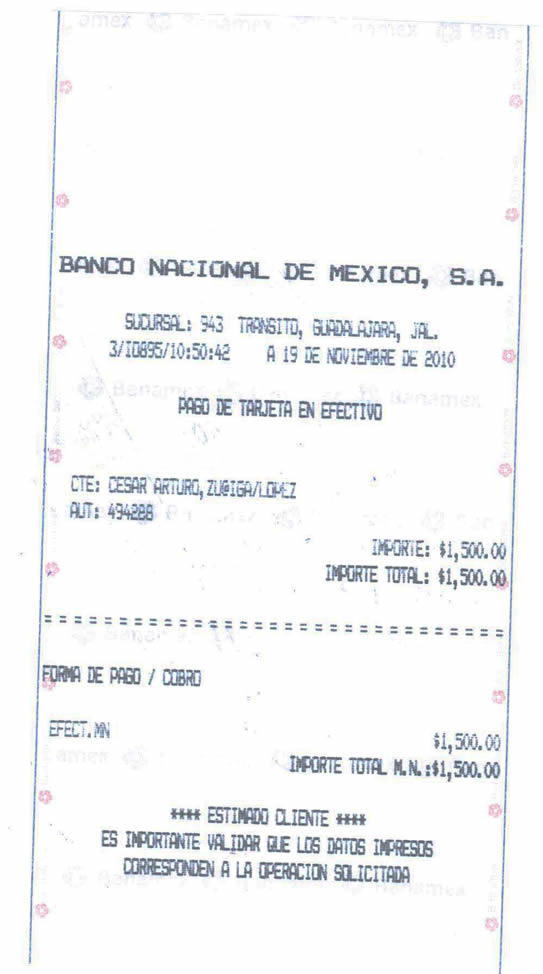 BANCO NACIONAL DE MEXICO, S.A.
SUCURSAL: 943 TRANSITO, GUADALAJARA, JAL.
3/ID895/10:50:42 A 19 DE NOVIEMBRE DE 2010
PAGO DE TARJETA EN EFECTIVO
CTE: CESAR ARTURO,ZU@IGA/LOPEZ
AUT: 494288
IMPORTE: $1,500.00
IMPORTE TOTAL: $1,500.00
================================
FORMA DE PAGO / COBRO
EFECT.MN $1,500.00
IMPORTE TOTAL M.N.:$1,500.00
**** ESTIMADO CLIENTE ****
ES IMPORTANTE VALIDAR QUE LOS DATOS IMPRESOS
CORRESPONDEN A LA OPERACION SOLICITADA